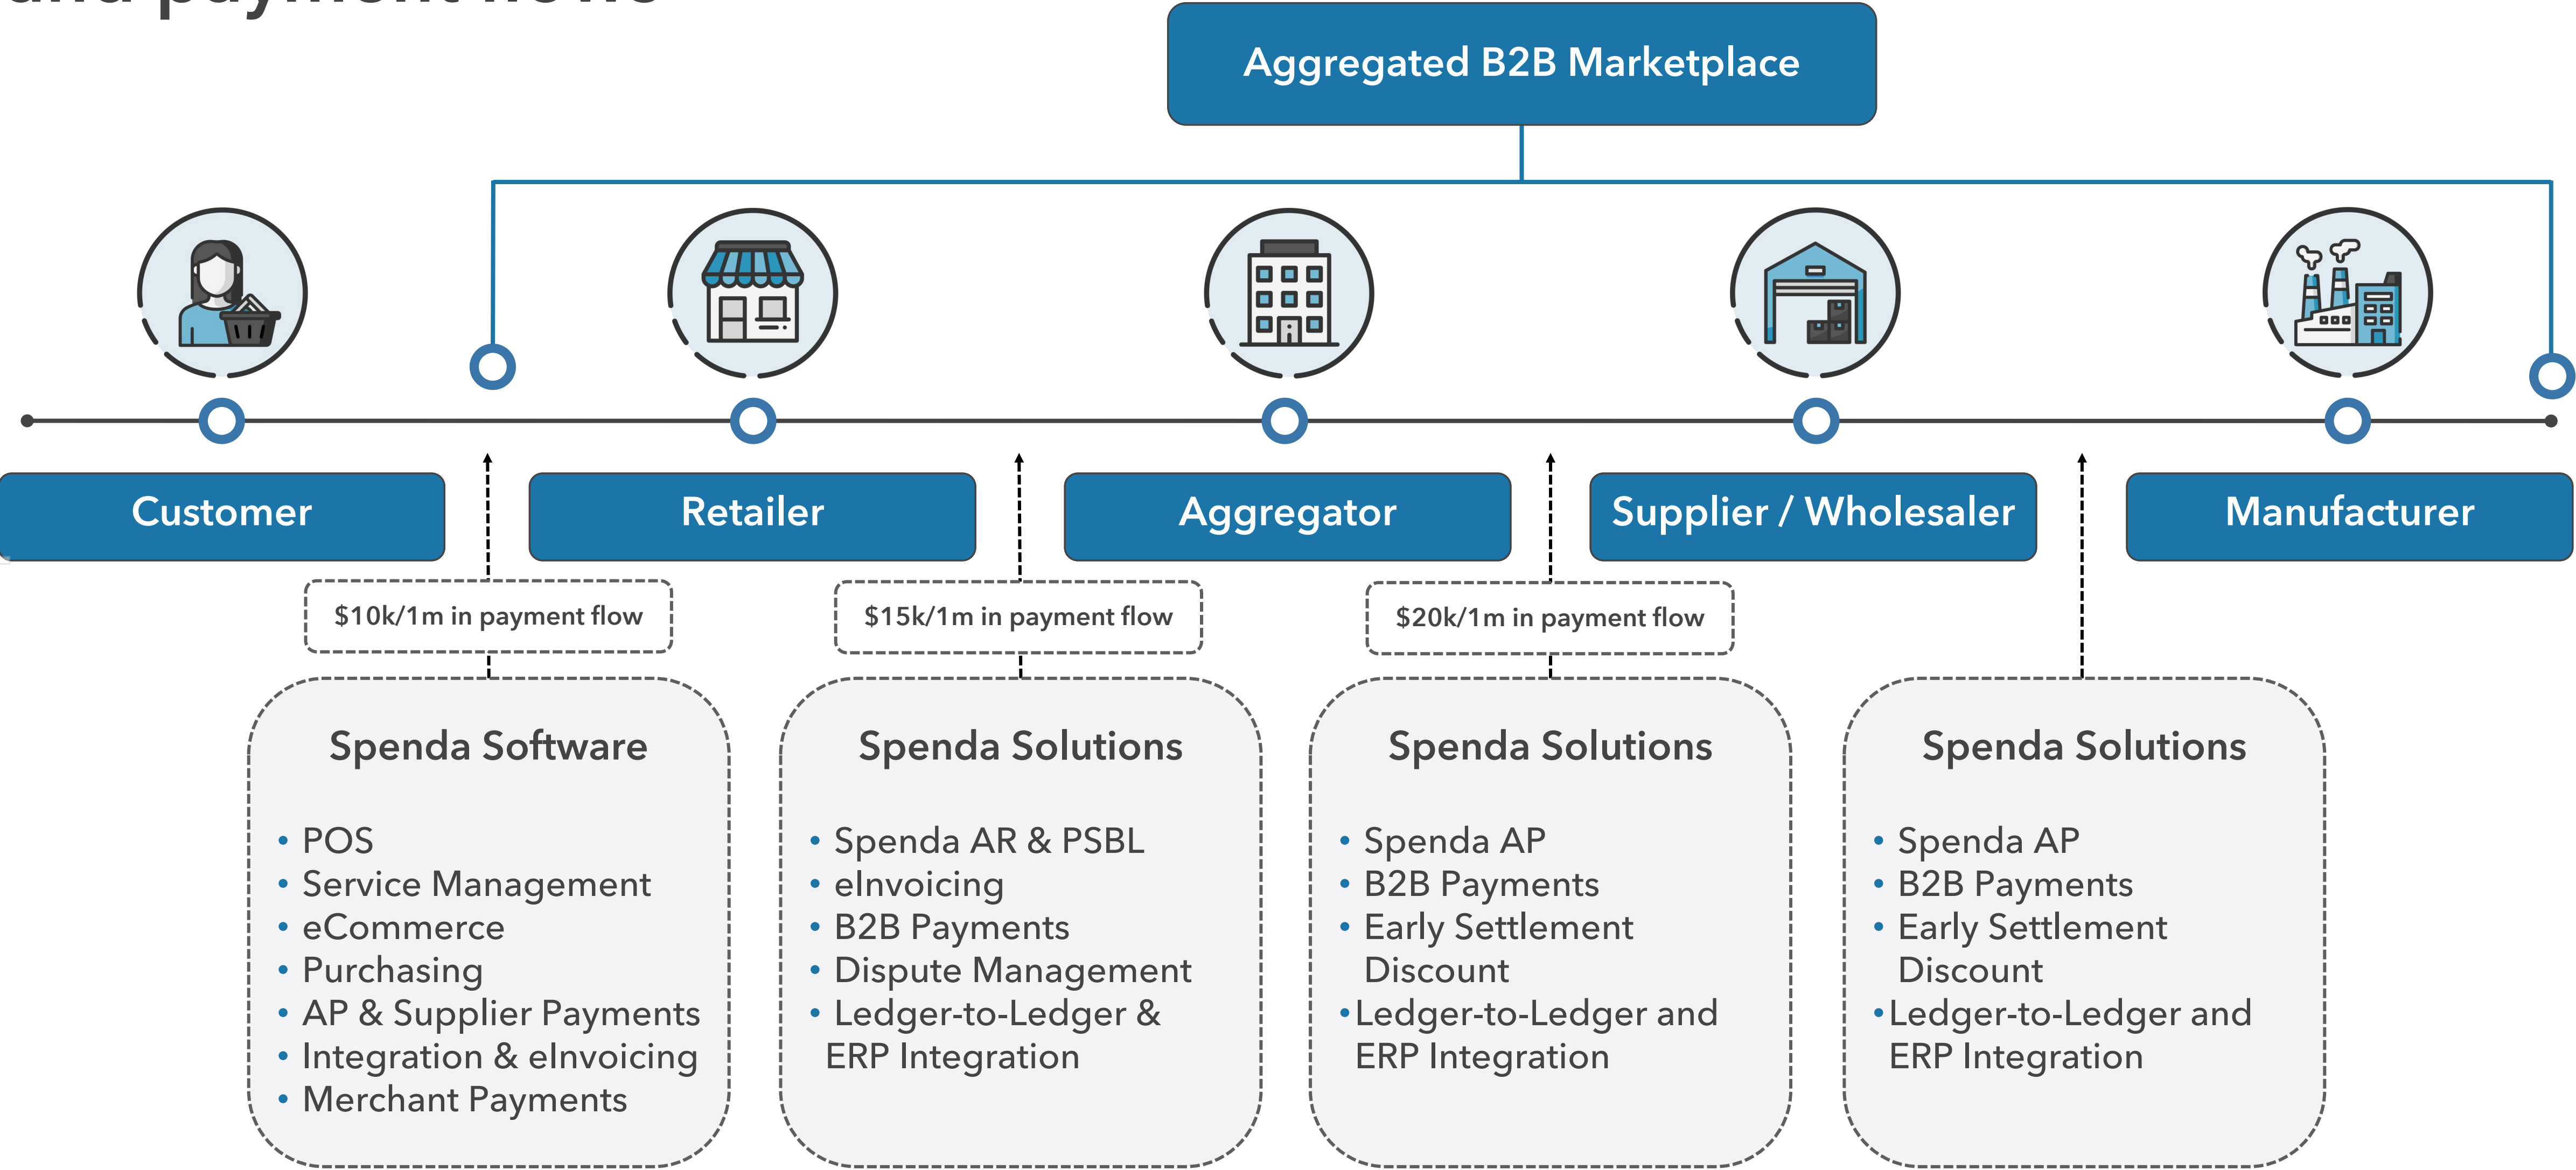 and payment flows
Aggregated B2B Marketplace
Customer
Retailer
Aggregator
Supplier / Wholesaler
Manufacturer
$10k/1m in payment flow
$15k/1m in payment flow
$20k/1m in payment flow
Spenda Software
• POS
• Service Management
• eCommerce
• Purchasing
• AP & Supplier Payments
• Integration & eInvoicing
• Merchant Payments
Spenda Solutions
• Spenda AR & PSBL
• eInvoicing
• B2B Payments
• Dispute Management
• Ledger-to-Ledger &
ERP Integration
Spenda Solutions
• Spenda AP
• B2B Payments
• Early Settlement
Discount
• Ledger-to-Ledger and
ERP Integration
Spenda Solutions
• Spenda AP
• B2B Payments
• Early Settlement
Discount
• Ledger-to-Ledger and
ERP Integration